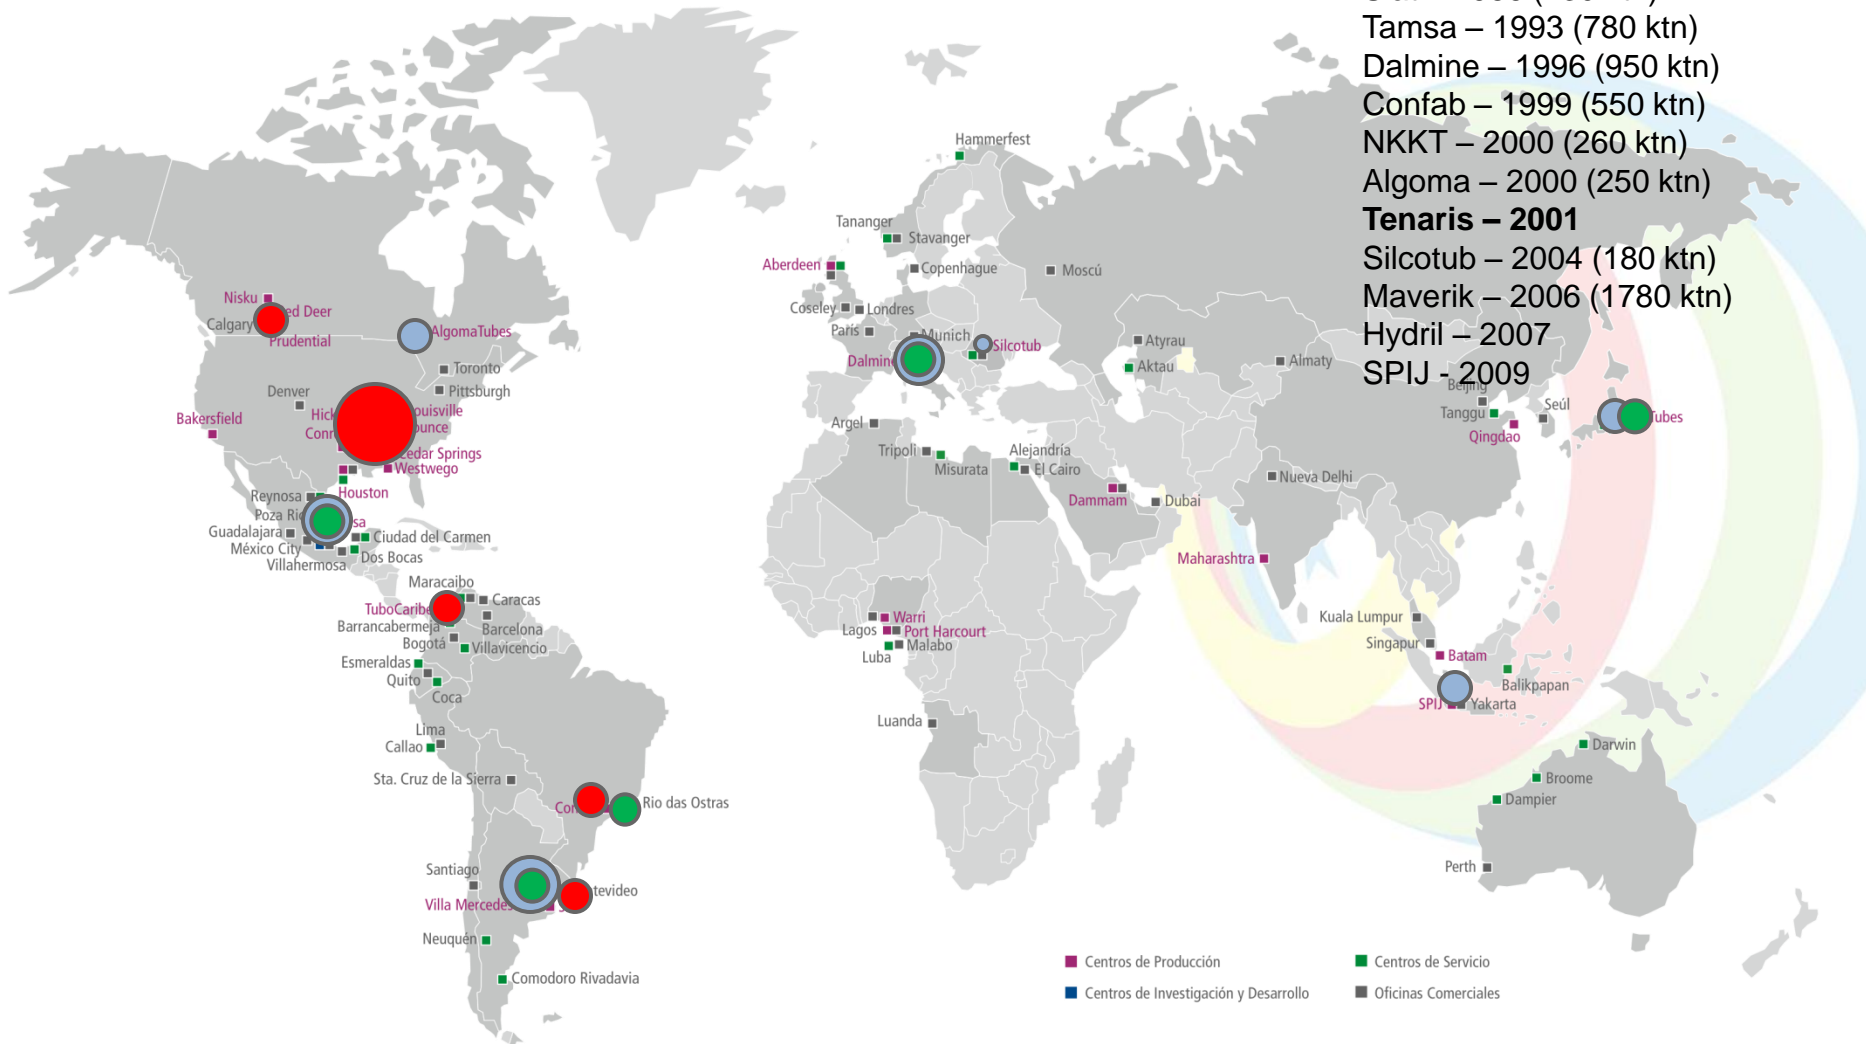 Tamsa – 1993 (780 ktn)
Dalmine – 1996 (950 ktn)
Confab – 1999 (550 ktn)
NKKT – 2000 (260 ktn)
Algoma – 2000 (250 ktn)
Tenaris – 2001
Silcotub – 2004 (180 ktn)
Maverik – 2006 (1780 ktn)
Hydril – 2007
SPIJ - 2009
Hammerfest
Tananger
Stavanger
Aberdeen
Copenhague
Moscú
Coseley
Londres
París
Munich
Silcotub
Dalmine
Atyrau
Aktau
Almaty
Nisku
Calgary
Prudential
AlgomaTubes
Toronto
Pittsburgh
Denver
Bakersfield
Cedar Springs
Westwego
Houston
Reynosa
Guadalajara
México City
Villahermosa
Ciudad del Carmen
Dos Bocas
Maracaibo
Caracas
TuboCaribe
Barrancabermeja
Barcelona
Bogotá
Villavicencio
Esmeraldas
Quito
Coca
Lima
Callao
Sta. Cruz de la Sierra
Rio das Ostras
Santiago
Villa Mercedes
Neuquén
Comodoro Rivadavia
Argel
Tripoli
Misurata
Alejandría
El Cairo
Dammam
Dubai
Nueva Delhi
Maharashtra
Warri
Lagos
Port Harcourt
Malabo
Luba
Luanda
Beijing
Tanggu
Seúl
Qingdao
Tubes
Kuala Lumpur
Singapur
Batam
Balikpapan
SPIJ
Yakarta
Darwin
Broome
Dampier
Perth
Centros de Producción
Centros de Servicio
Centros de Investigación y Desarrollo
Oficinas Comerciales